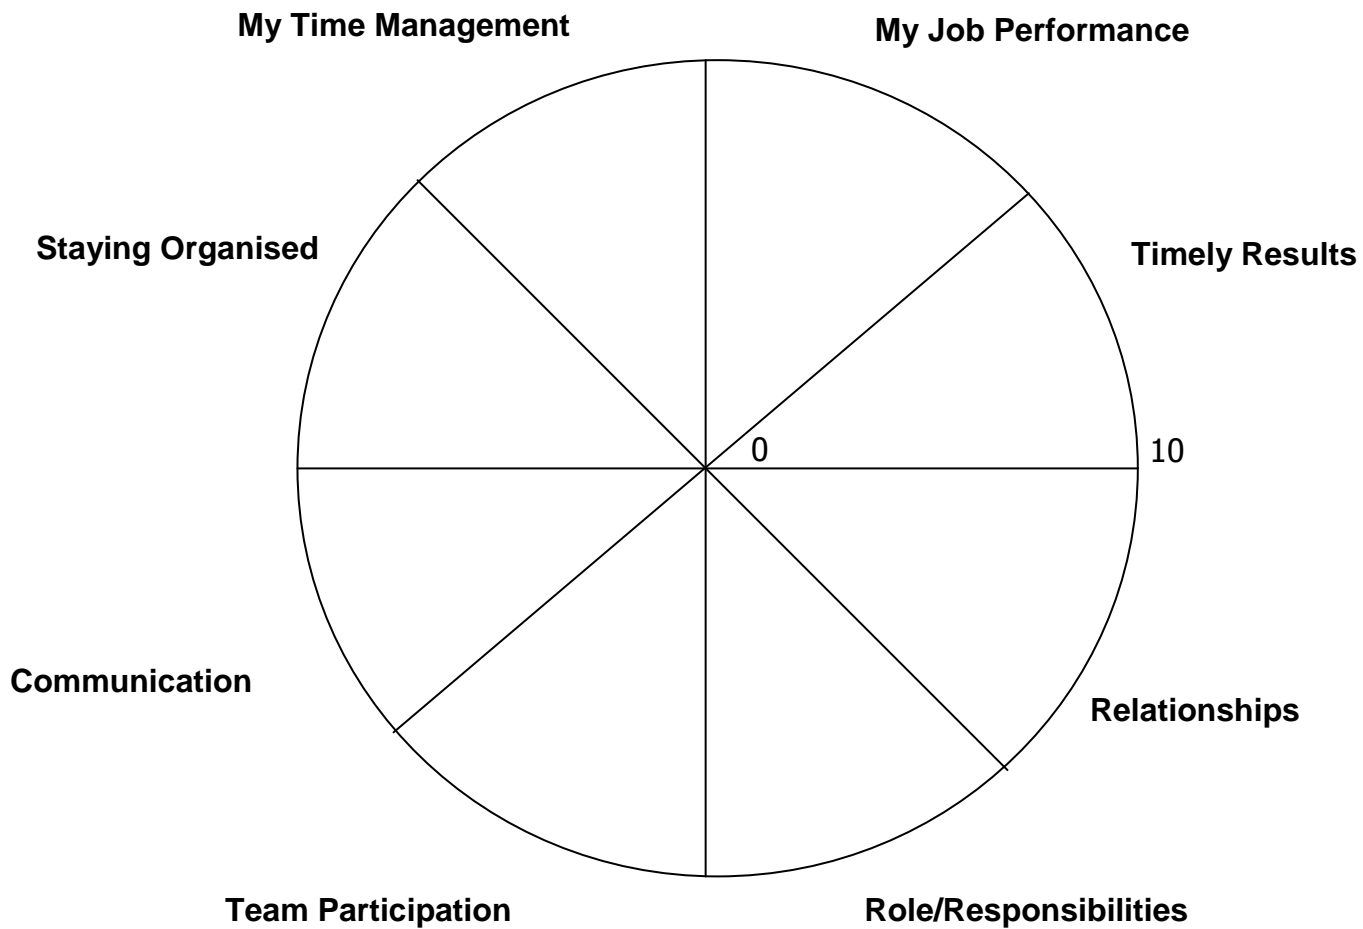 My Time Management
My Job Performance
Staying Organised
Timely Results
0
10
Communication
Relationships
Team Participation
Role/Responsibilities